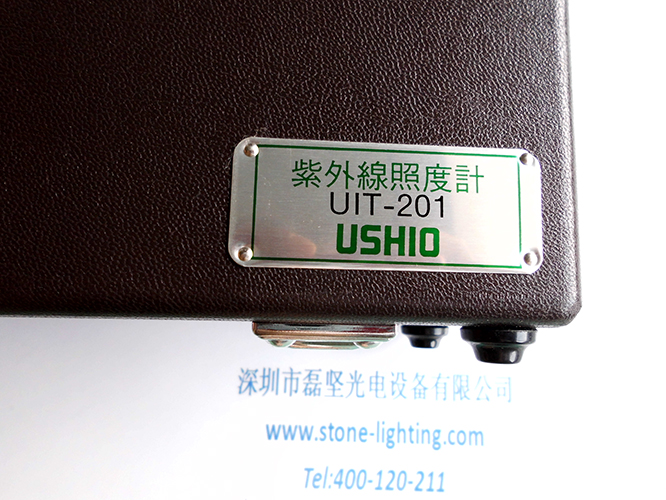 紫外線照度計
UIT-201
USHIO
深圳市磊坚光电设备有限公司
www.stone-lighting.com
Tel:400-120-211